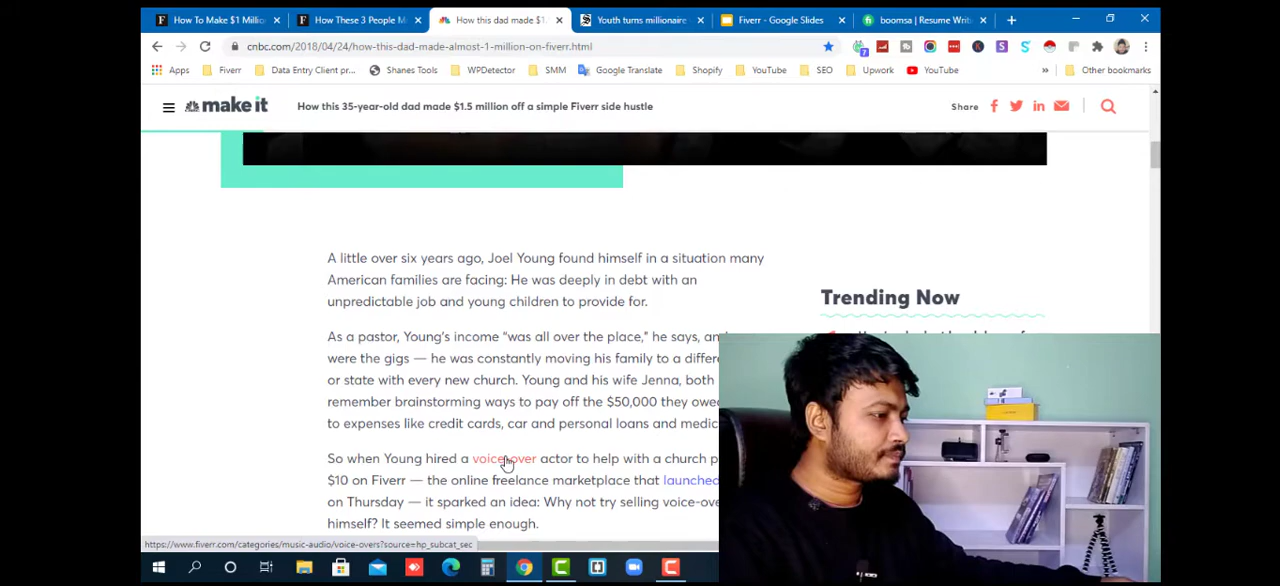 How To Make $1 Millio
How These 3 People M
How this dad made $1.
Youth turns millionaire
Fiverr - Google Slides
boomsa | Resume Writ
cnbc.com/2018/04/24/how-this-dad-made-almost-1-million-on-fiverr.html
Apps Fiverr Data Entry Client pr... Shanes Tools WPDetector SMM Google Translate Shopify YouTube SEO Upwork YouTube » Other bookmarks
make it How this 35-year-old dad made $1.5 million off a simple Fiverr side hustle Share
A little over six years ago, Joel Young found himself in a situation many
American families are facing: He was deeply in debt with an
unpredictable job and young children to provide for.
Trending Now
As a pastor, Young's income “was all over the place,” he says, an
were the gigs — he was constantly moving his family to a differe
or state with every new church. Young and his wife Jenna, both
remember brainstorming ways to pay off the $50,000 they owe
to expenses like credit cards, car and personal loans and medic
So when Young hired a voice-over actor to help with a church p
$10 on Fiverr — the online freelance marketplace that launched
on Thursday — it sparked an idea: Why not try selling voice-ov
himself? It seemed simple enough.
https://www.fiverr.com/categories/music-audio/voice-overs?source=hp_subcat_sec